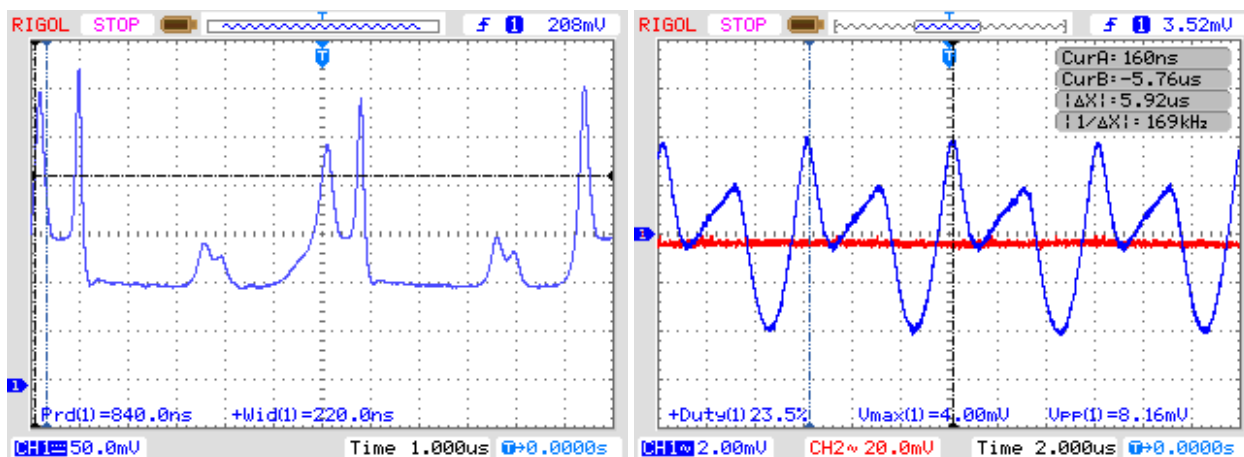 RIGOL STOP T 1 208mV
T
1
Prd(1)=840.0ns +Wid(1)=220.0ns
CH1 50.0mV Time 1.000us T→0.0000s
RIGOL STOP T 1 3.52mV
T
CurA: 160ns
CurB:-5.76us
|ΔX|:5.92us
|1/ΔX|:169kHz
1
+Duty(1)23.5% Vmax(1)=4.00mV Vpp(1)=8.16mV
CH1~ 2.00mV CH2~ 20.0mV Time 2.000us T→0.0000s